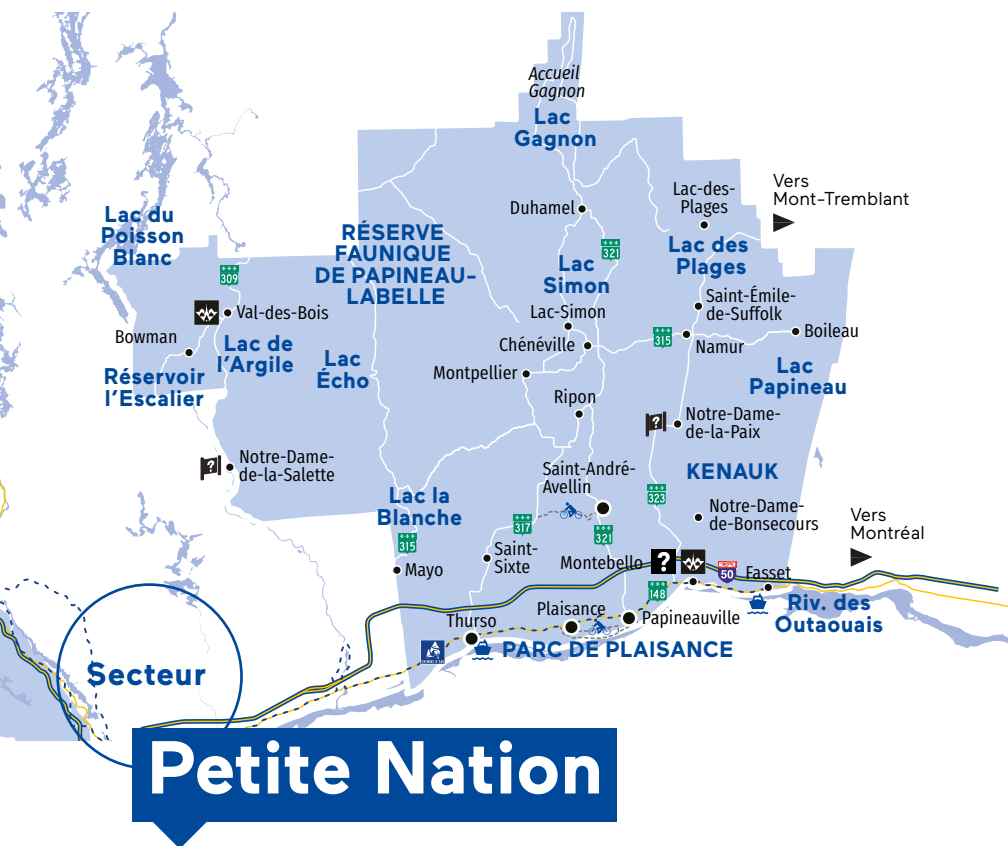 Accueil
Gagnon
Lac
Gagnon
Vers
Mont-Tremblant
Lac-des-
Plages
Duhamel
Lac du
Poisson
Blanc
RÉSERVE
FAUNIQUE
DE PAPINEAU-
LABELLE
321
Lac des
Plages
309
Lac
Simon
Val-des-Bois
Lac-Simon
Saint-Émile-
de-Suffolk
Bowman
Lac de
l'Argile
Chénéville
315
Namur
Boileau
Réservoir
l'Escalier
Lac
Écho
Montpellier
Lac
Papineau
Ripon
?
Notre-Dame-
de-la-Paix
?
Notre-Dame-
de-la-Salette
Saint-André-
Avellin
KENAUK
Lac la
Blanche
323
Notre-Dame-
de-Bonsecours
317
321
Vers
Montréal
315
Mayo
Saint-
Sixte
Montebello
?
50
Fasset
148
Riv. des
Outaouais
Thurso
Plaisance
Papineauville
PARC DE PLAISANCE
Secteur
Petite Nation